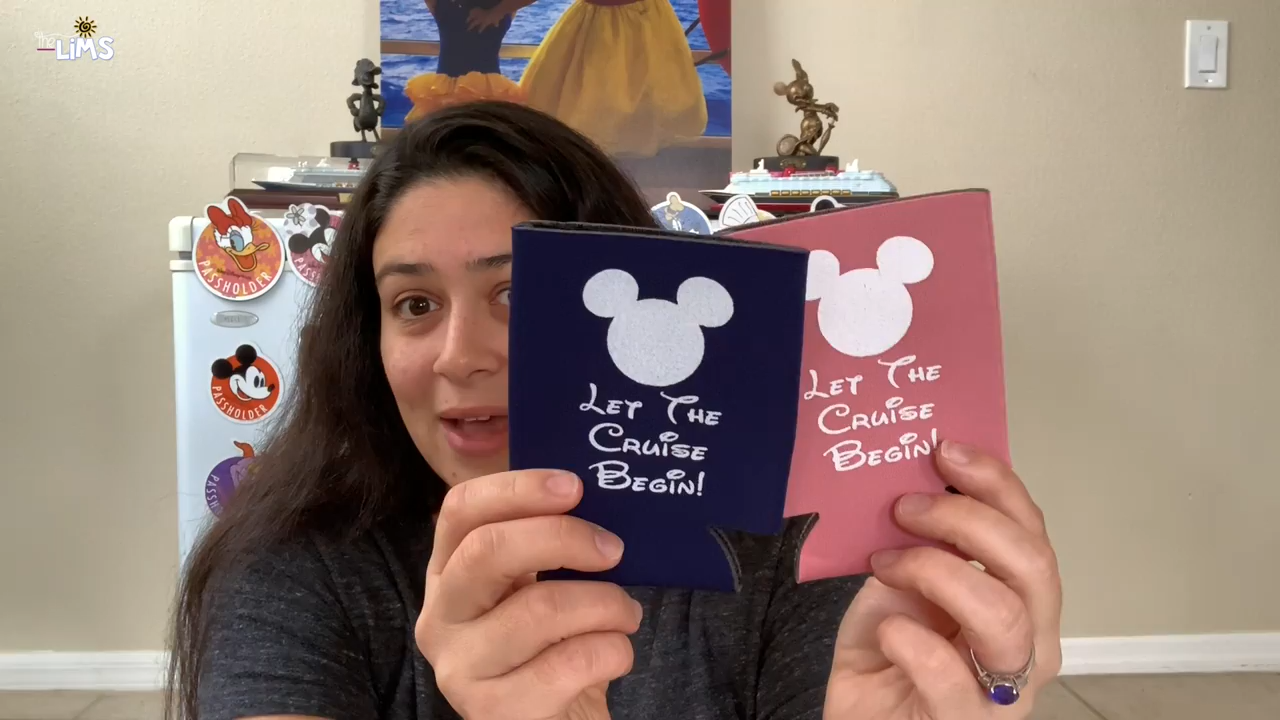 The
LiMS
PASSHOLDER
PASSHOLDER
LET THE
CRUISE
BEGIN!
LET THE
CRUISE
BEGIN!